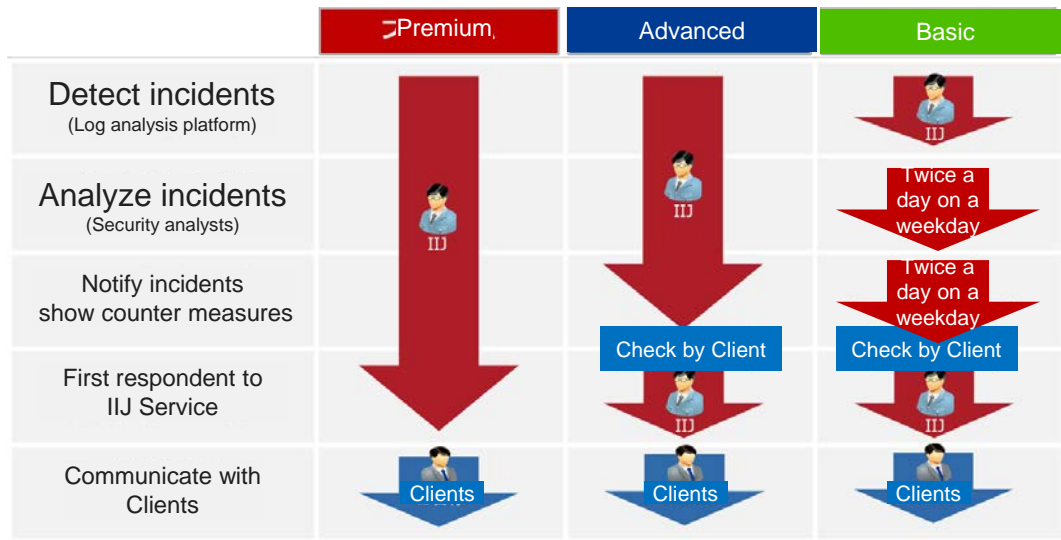 Premium
Advanced
Basic
Detect incidents
(Log analysis platform)
IIJ
Analyze incidents
(Security analysts)
IIJ
IIJ
Twice a
day on a
weekday
Notify incidents
show counter measures
Twice a
day on a
weekday
Check by Client
Check by Client
First respondent to
IIJ Service
IIJ
IIJ
Communicate with
Clients
Clients
Clients
Clients